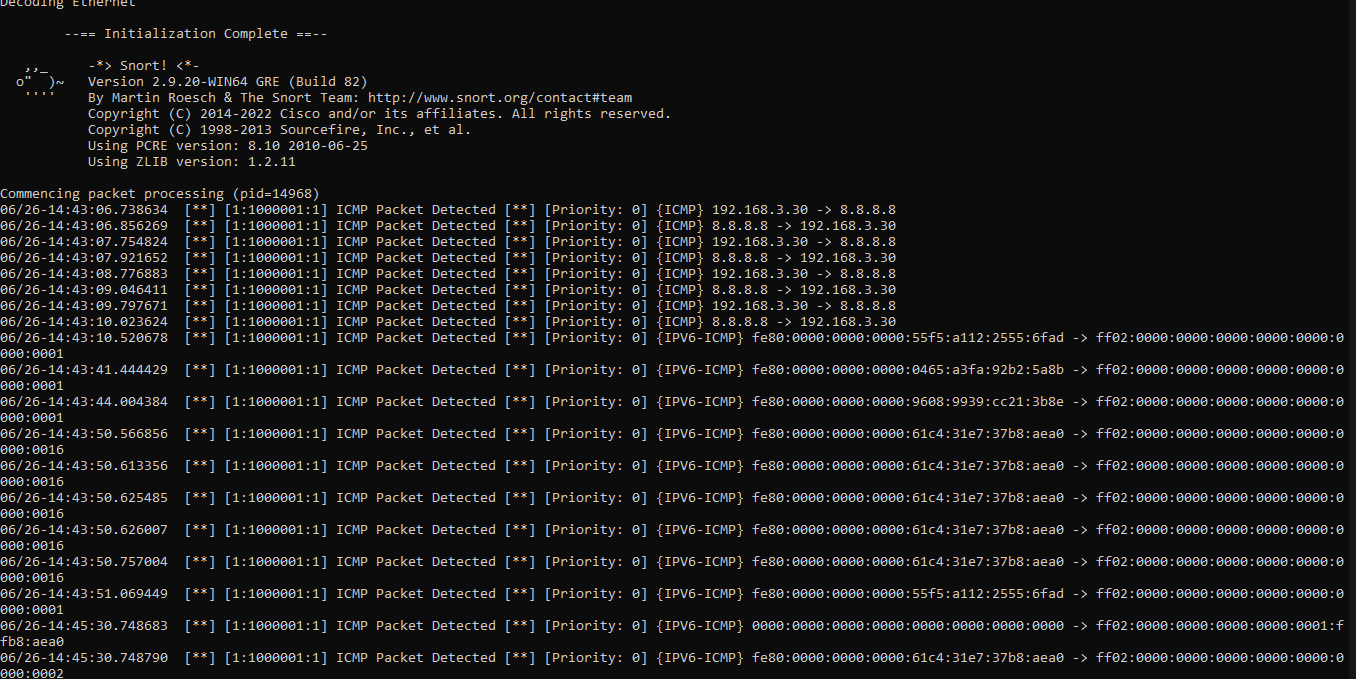 Decoding Ethernet
--== Initialization Complete ==--
,,_ -*> Snort! <*-
o" )~ Version 2.9.20-WIN64 GRE (Build 82)
'''' By Martin Roesch & The Snort Team: http://www.snort.org/contact#team
Copyright (C) 2014-2022 Cisco and/or its affiliates. All rights reserved.
Copyright (C) 1998-2013 Sourcefire, Inc., et al.
Using PCRE version: 8.10 2010-06-25
Using ZLIB version: 1.2.11
Commencing packet processing (pid=14968)
06/26-14:43:06.738634 [**] [1:1000001:1] ICMP Packet Detected [**] [Priority: 0] {ICMP} 192.168.3.30 -> 8.8.8.8
06/26-14:43:06.856269 [**] [1:1000001:1] ICMP Packet Detected [**] [Priority: 0] {ICMP} 8.8.8.8 -> 192.168.3.30
06/26-14:43:07.754824 [**] [1:1000001:1] ICMP Packet Detected [**] [Priority: 0] {ICMP} 192.168.3.30 -> 8.8.8.8
06/26-14:43:07.921652 [**] [1:1000001:1] ICMP Packet Detected [**] [Priority: 0] {ICMP} 8.8.8.8 -> 192.168.3.30
06/26-14:43:08.776883 [**] [1:1000001:1] ICMP Packet Detected [**] [Priority: 0] {ICMP} 192.168.3.30 -> 8.8.8.8
06/26-14:43:09.046411 [**] [1:1000001:1] ICMP Packet Detected [**] [Priority: 0] {ICMP} 8.8.8.8 -> 192.168.3.30
06/26-14:43:09.797671 [**] [1:1000001:1] ICMP Packet Detected [**] [Priority: 0] {ICMP} 192.168.3.30 -> 8.8.8.8
06/26-14:43:10.023624 [**] [1:1000001:1] ICMP Packet Detected [**] [Priority: 0] {ICMP} 8.8.8.8 -> 192.168.3.30
06/26-14:43:10.520678 [**] [1:1000001:1] ICMP Packet Detected [**] [Priority: 0] {IPV6-ICMP} fe80:0000:0000:0000:55f5:a112:2555:6fad -> ff02:0000:0000:0000:0000:0000:0
000:0001
06/26-14:43:41.444429 [**] [1:1000001:1] ICMP Packet Detected [**] [Priority: 0] {IPV6-ICMP} fe80:0000:0000:0000:0465:a3fa:92b2:5a8b -> ff02:0000:0000:0000:0000:0000:0
000:0001
06/26-14:43:44.004384 [**] [1:1000001:1] ICMP Packet Detected [**] [Priority: 0] {IPV6-ICMP} fe80:0000:0000:0000:9608:9939:cc21:3b8e -> ff02:0000:0000:0000:0000:0000:0
000:0001
06/26-14:43:50.566856 [**] [1:1000001:1] ICMP Packet Detected [**] [Priority: 0] {IPV6-ICMP} fe80:0000:0000:0000:61c4:31e7:37b8:aea0 -> ff02:0000:0000:0000:0000:0000:0
000:0016
06/26-14:43:50.613356 [**] [1:1000001:1] ICMP Packet Detected [**] [Priority: 0] {IPV6-ICMP} fe80:0000:0000:0000:61c4:31e7:37b8:aea0 -> ff02:0000:0000:0000:0000:0000:0
000:0016
06/26-14:43:50.625485 [**] [1:1000001:1] ICMP Packet Detected [**] [Priority: 0] {IPV6-ICMP} fe80:0000:0000:0000:61c4:31e7:37b8:aea0 -> ff02:0000:0000:0000:0000:0000:0
000:0016
06/26-14:43:50.626007 [**] [1:1000001:1] ICMP Packet Detected [**] [Priority: 0] {IPV6-ICMP} fe80:0000:0000:0000:61c4:31e7:37b8:aea0 -> ff02:0000:0000:0000:0000:0000:0
000:0016
06/26-14:43:50.757004 [**] [1:1000001:1] ICMP Packet Detected [**] [Priority: 0] {IPV6-ICMP} fe80:0000:0000:0000:61c4:31e7:37b8:aea0 -> ff02:0000:0000:0000:0000:0000:0
000:0016
06/26-14:43:51.069449 [**] [1:1000001:1] ICMP Packet Detected [**] [Priority: 0] {IPV6-ICMP} fe80:0000:0000:0000:55f5:a112:2555:6fad -> ff02:0000:0000:0000:0000:0000:0
000:0001
06/26-14:45:30.748683 [**] [1:1000001:1] ICMP Packet Detected [**] [Priority: 0] {IPV6-ICMP} 0000:0000:0000:0000:0000:0000:0000:0000 -> ff02:0000:0000:0000:0000:0001:f
fb8:aea0
06/26-14:45:30.748790 [**] [1:1000001:1] ICMP Packet Detected [**] [Priority: 0] {IPV6-ICMP} fe80:0000:0000:0000:61c4:31e7:37b8:aea0 -> ff02:0000:0000:0000:0000:0000:0
000:0002